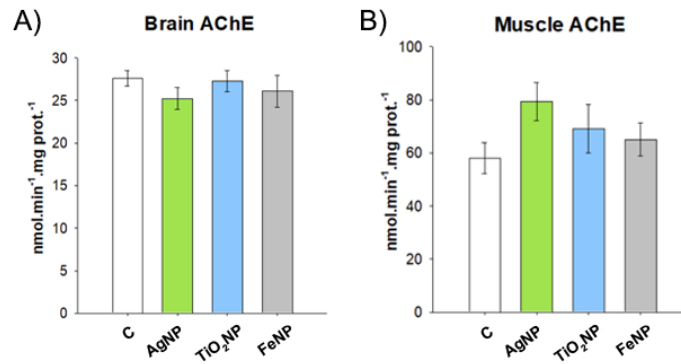 A)
Brain AChE
nmol.min⁻¹.mg prot.⁻¹
30
25
20
15
10
5
0
C
AgNP
TiO₂NP
FeNP
B)
Muscle AChE
nmol.min⁻¹.mg prot.⁻¹
100
80
60
40
20
0
C
AgNP
TiO₂NP
FeNP